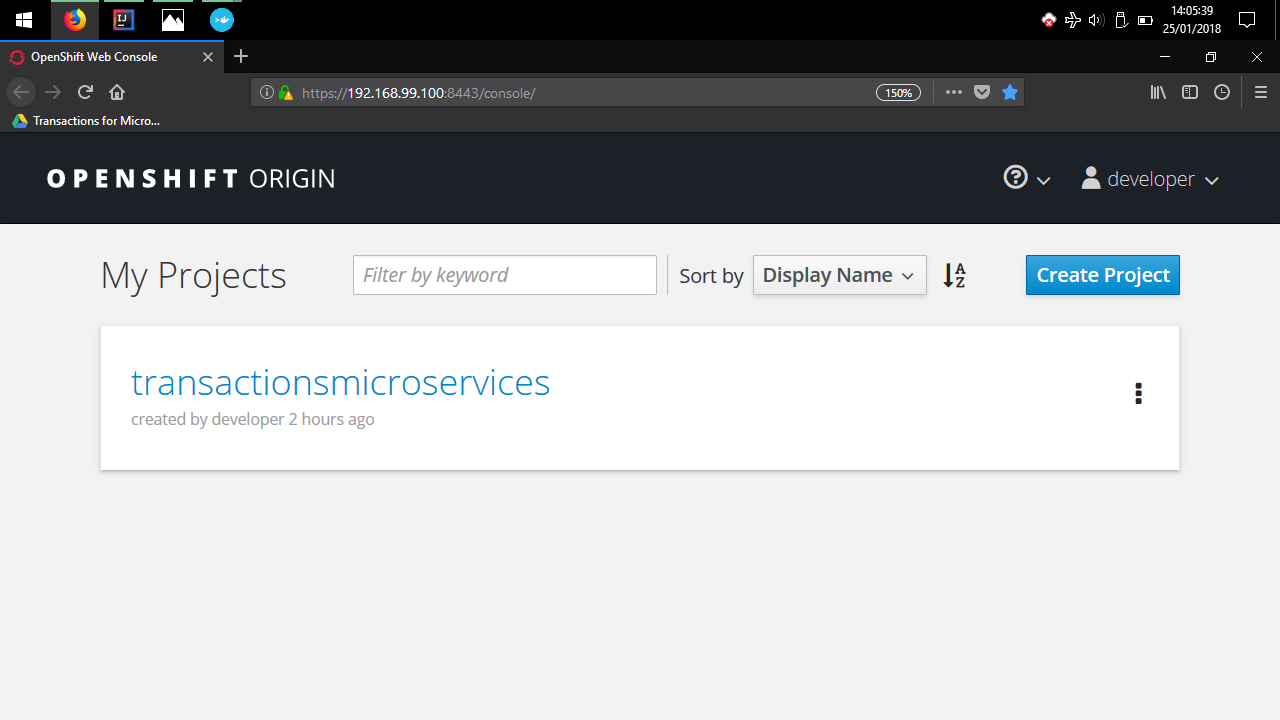 14:05:39
25/01/2018
OpenShift Web Console
https://192.168.99.100:8443/console/
150%
Transactions for Micro...
OPENSHIFT ORIGIN
developer
My Projects
Filter by keyword
Sort by
Display Name
Create Project
transactionsmicroservices
created by developer 2 hours ago